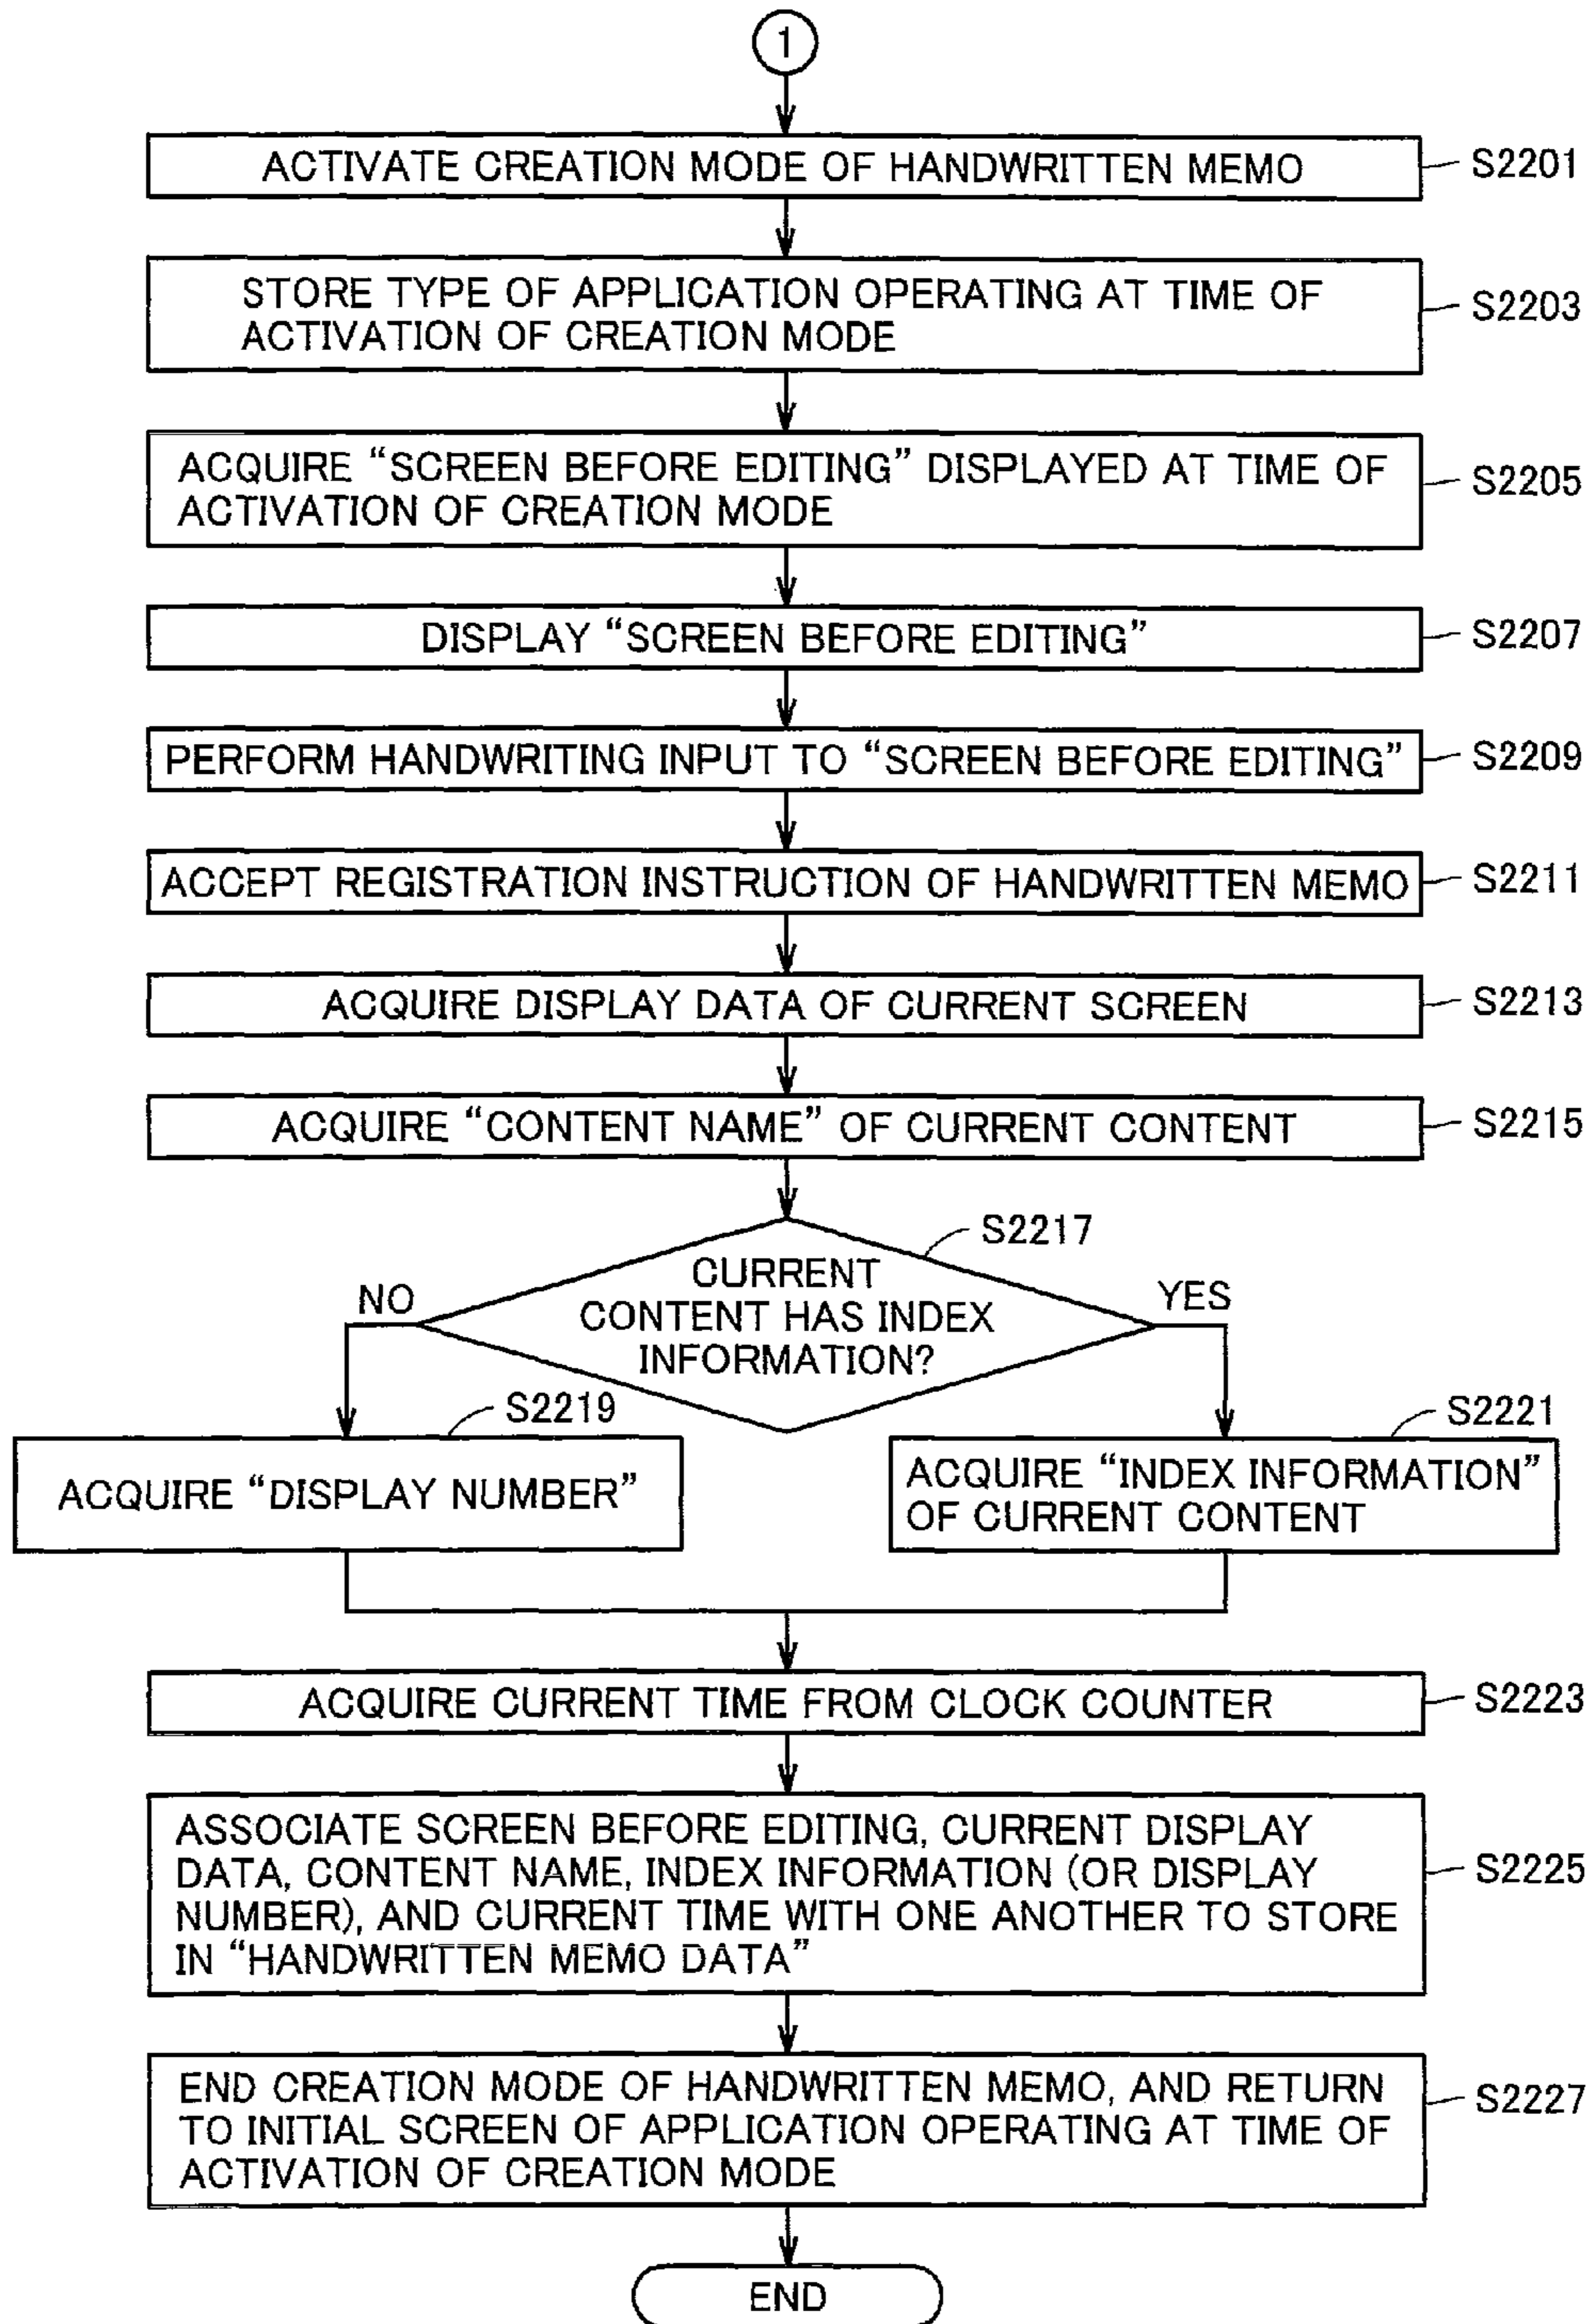 1
ACTIVATE CREATION MODE OF HANDWRITTEN MEMO
S2201
STORE TYPE OF APPLICATION OPERATING AT TIME OF
ACTIVATION OF CREATION MODE
S2203
ACQUIRE “SCREEN BEFORE EDITING” DISPLAYED AT TIME OF
ACTIVATION OF CREATION MODE
S2205
DISPLAY “SCREEN BEFORE EDITING”
S2207
PERFORM HANDWRITING INPUT TO “SCREEN BEFORE EDITING”
S2209
ACCEPT REGISTRATION INSTRUCTION OF HANDWRITTEN MEMO
S2211
ACQUIRE DISPLAY DATA OF CURRENT SCREEN
S2213
ACQUIRE “CONTENT NAME” OF CURRENT CONTENT
S2215
S2217
CURRENT
CONTENT HAS INDEX
INFORMATION?
NO
YES
S2219
ACQUIRE “DISPLAY NUMBER”
S2221
ACQUIRE “INDEX INFORMATION”
OF CURRENT CONTENT
ACQUIRE CURRENT TIME FROM CLOCK COUNTER
S2223
ASSOCIATE SCREEN BEFORE EDITING, CURRENT DISPLAY
DATA, CONTENT NAME, INDEX INFORMATION (OR DISPLAY
NUMBER), AND CURRENT TIME WITH ONE ANOTHER TO STORE
IN “HANDWRITTEN MEMO DATA”
S2225
END CREATION MODE OF HANDWRITTEN MEMO, AND RETURN
TO INITIAL SCREEN OF APPLICATION OPERATING AT TIME OF
ACTIVATION OF CREATION MODE
S2227
END